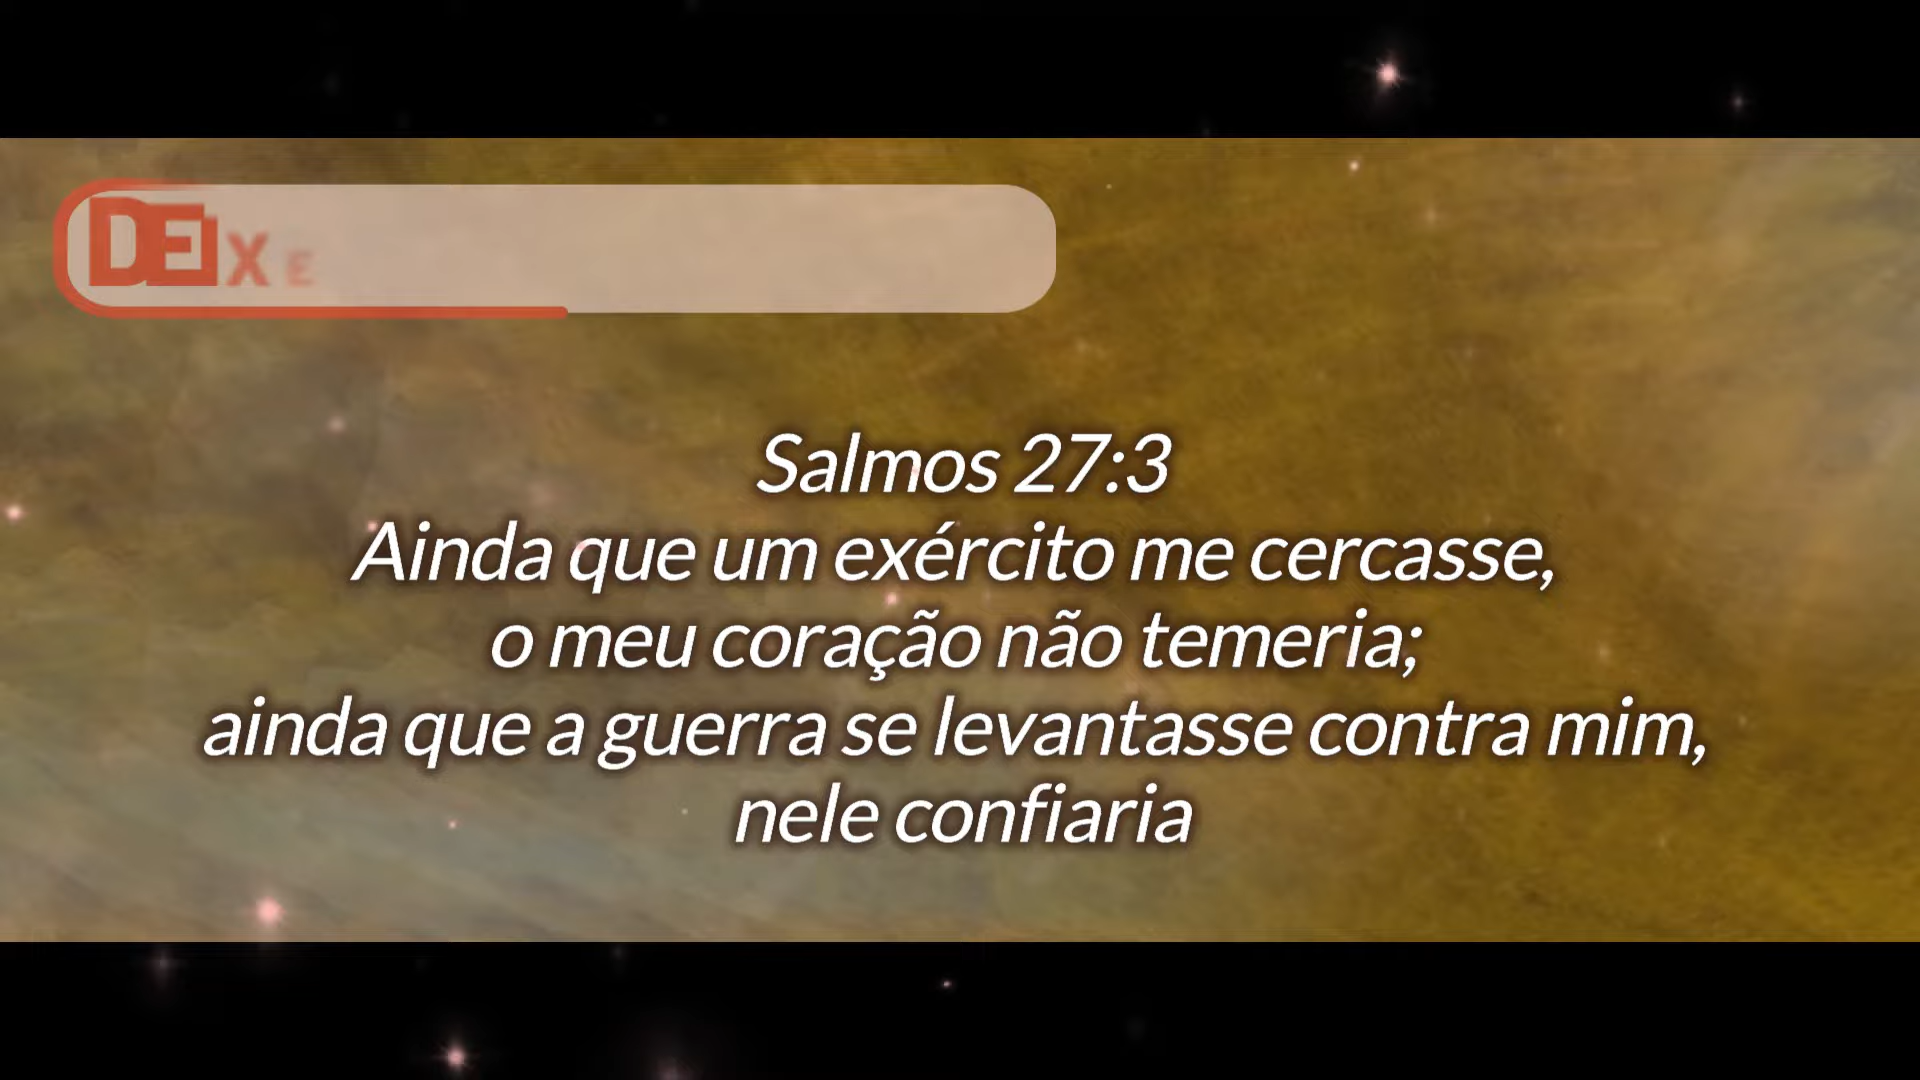 DEIXE
Salmos 27:3
Ainda que um exército me cercasse,
o meu coração não temeria;
ainda que a guerra se levantasse contra mim,
nele confiaria